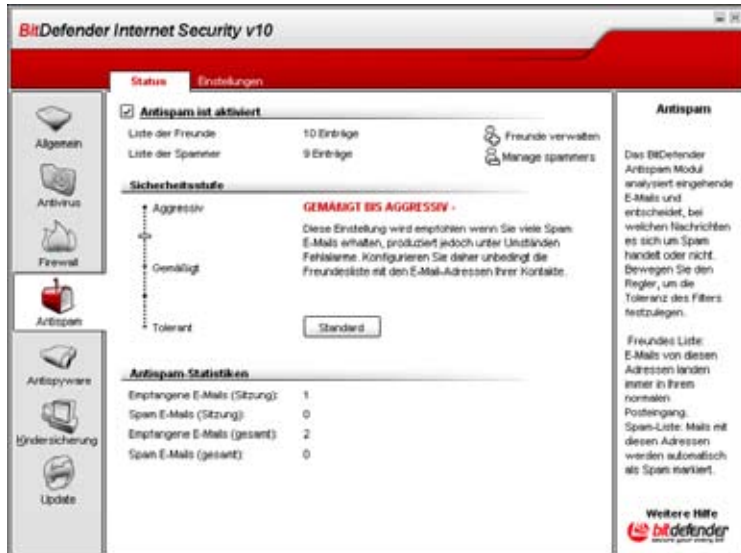 BitDefender Internet Security v10
Status
Einstellungen
Allgemein
Antivirus
Firewall
Antispam
Antispyware
Kindersicherung
Update
Antispam ist aktiviert
Liste der Freunde 10 Einträge Freunde verwalten
Liste der Spammer 9 Einträge Manage spammers
Sicherheitsstufe
Aggressiv
Gemäßigt
Tolerant
GEMÄßIGT BIS AGGRESSIV -
Diese Einstellung wird empfohlen wenn Sie viele Spam
E-Mails erhalten, produziert jedoch unter Umständen
Fehlalarme. Konfigurieren Sie daher unbedingt die
Freundesliste mit den E-Mail-Adressen Ihrer Kontakte.
Standard
Antispam-Statistiken
Empfangene E-Mails (Sitzung): 1
Spam E-Mails (Sitzung): 0
Empfangene E-Mails (gesamt): 2
Spam E-Mails (gesamt): 0
Antispam
Das BitDefender
Antispam Modul
analysiert eingehende
E-Mails und
entscheidet, bei
welchen Nachrichten
es sich um Spam
handelt oder nicht.
Bewegen Sie den
Regler, um die
Toleranz des Filters
festzulegen.
Freundes Liste:
E-Mails von diesen
Adressen landen
immer in Ihrem
normalen
Posteingang.
Spam-Liste: Mails mit
diesen Adressen
werden automatisch
als Spam markiert.
Weitere Hilfe
bitdefender
secure your every bit